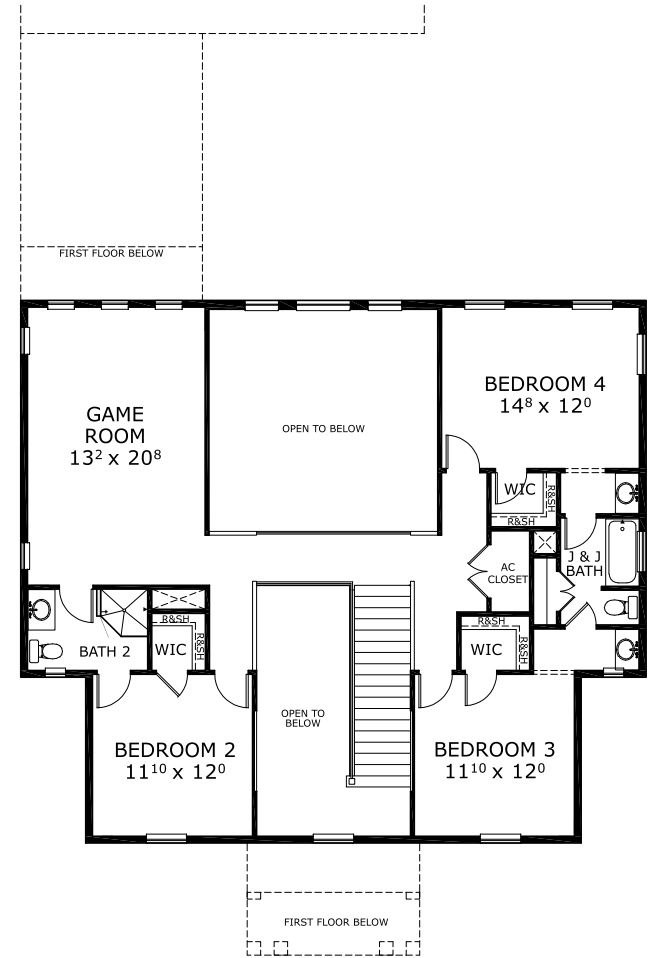 FIRST FLOOR BELOW
BEDROOM 4
14⁸ x 12⁰
GAME
ROOM
13² x 20⁸
OPEN TO BELOW
WIC
R&SH
R&SH
J & J
BATH
AC
CLOSET
R&SH
WIC
R&SH
BATH 2
R&SH
WIC
R&SH
OPEN TO
BELOW
BEDROOM 2
11¹⁰ x 12⁰
BEDROOM 3
11¹⁰ x 12⁰
FIRST FLOOR BELOW